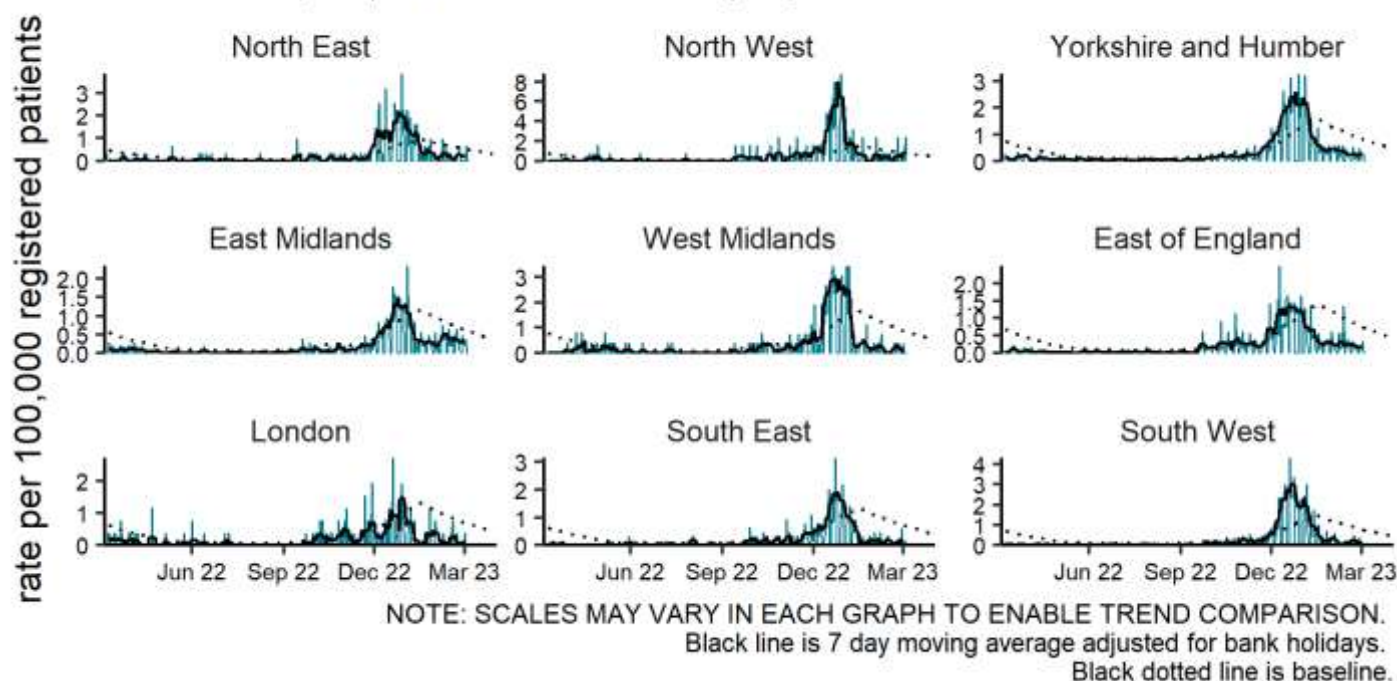 rate per 100,000 registered patients
North East
3
2
1
0
North West
8
6
4
2
0
Yorkshire and Humber
3
2
1
0
East Midlands
2.0
1.5
1.0
0.5
0.0
West Midlands
3
2
1
0
East of England
2.0
1.5
1.0
0.5
0.0
London
2
1
0
Jun 22 Sep 22 Dec 22 Mar 23
South East
3
2
1
0
Jun 22 Sep 22 Dec 22 Mar 23
South West
4
3
2
1
0
Jun 22 Sep 22 Dec 22 Mar 23
NOTE: SCALES MAY VARY IN EACH GRAPH TO ENABLE TREND COMPARISON.
Black line is 7 day moving average adjusted for bank holidays.
Black dotted line is baseline.